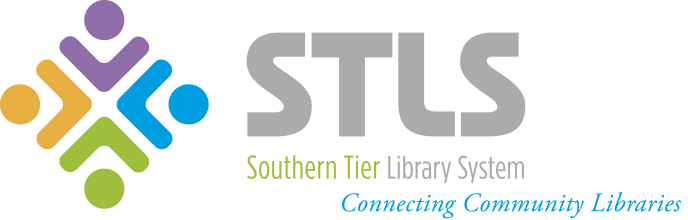 STLS
Southern Tier Library System
Connecting Community Libraries